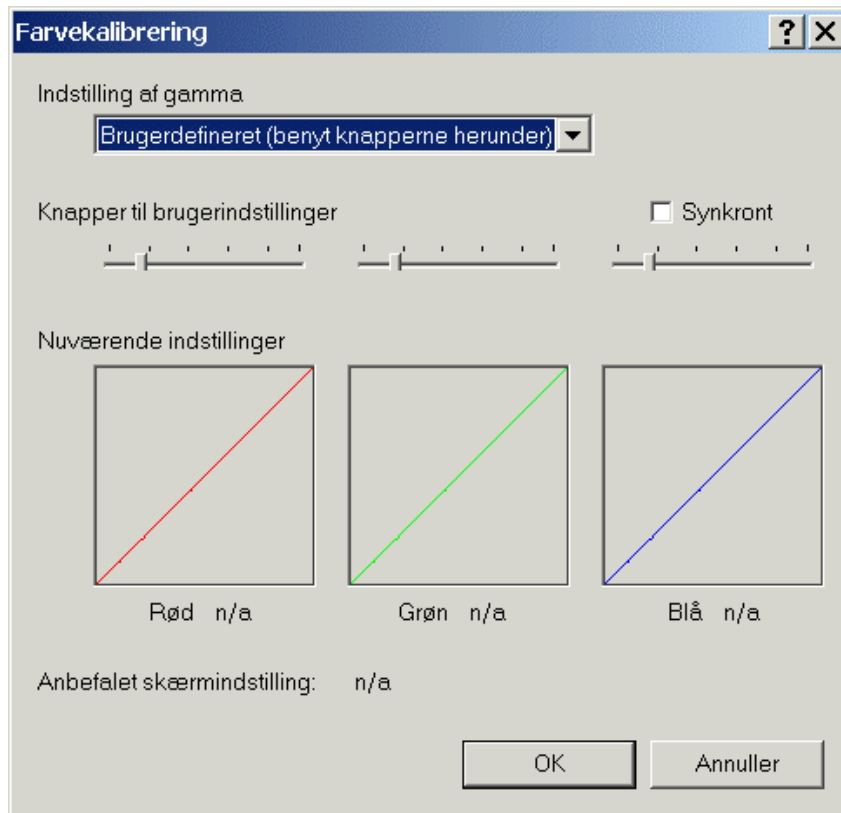 Farvekalibrering
Indstilling af gamma
Brugerdefineret (benyt knapperne herunder)
Knapper til brugerindstillinger
Synkront
Nuværende indstillinger
Rød n/a
Grøn n/a
Blå n/a
Anbefalet skærmindstilling: n/a
OK
Annuller